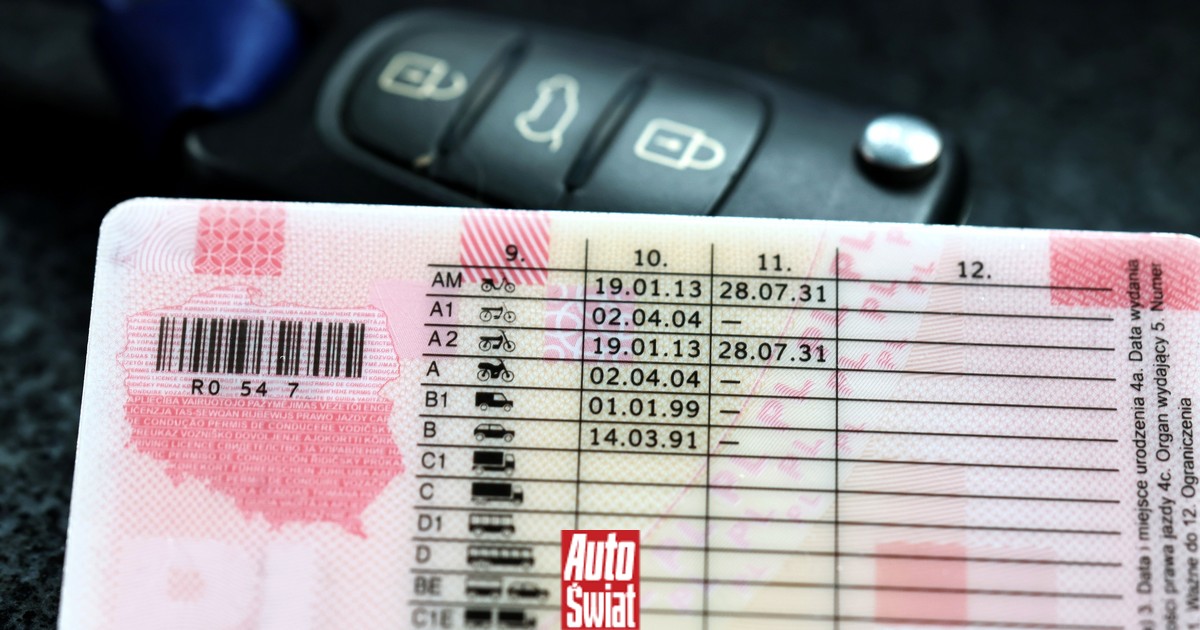 9. 10. 11. 12.
AM 19.01.13 28.07.31
A1 02.04.04 —
A2 19.01.13 28.07.31
A 02.04.04 —
B1 01.01.99 —
B 14.03.91 —
C1
C
D1
D
BE
C1E
R0 54 7
3. Data i miejsce urodzenia 4a. Data wydania
prawa jazdy 4c. Organ wydający 5. Numer
Ważne do 12. Ograniczenia
Auto
Świat